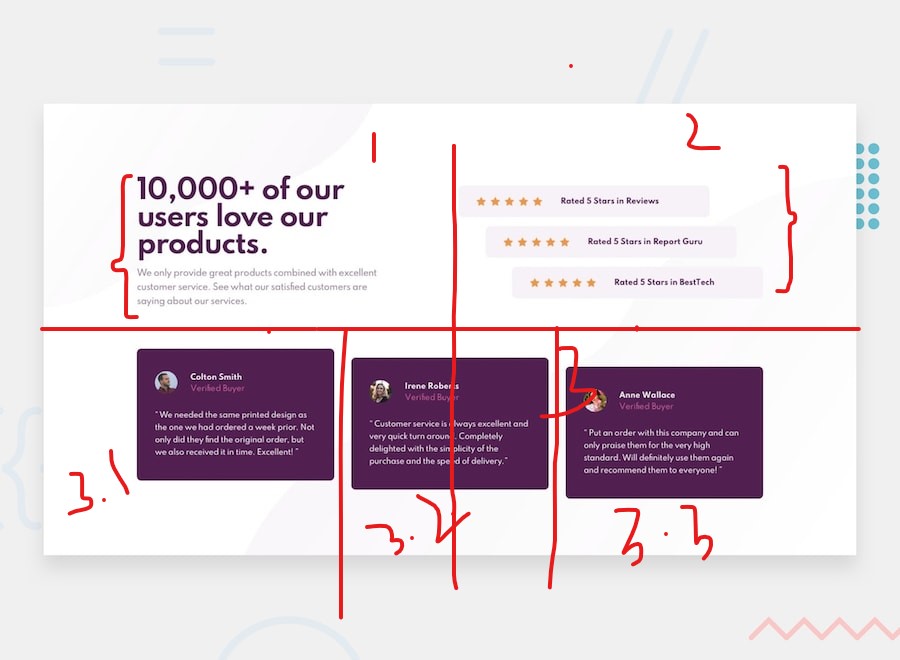 1
2
10,000+ of our
users love our
products.
We only provide great products combined with excellent
customer service. See what our satisfied customers are
saying about our services.
Rated 5 Stars in Reviews
Rated 5 Stars in Report Guru
Rated 5 Stars in BestTech
3
Colton Smith
Verified Buyer
" We needed the same printed design as
the one we had ordered a week prior. Not
only did they find the original order, but
we also received it in time. Excellent! "
3.1
Irene Roberts
Verified Buyer
" Customer service is always excellent and
very quick turn around. Completely
delighted with the simplicity of the
purchase and the speed of delivery. "
3.2
Anne Wallace
Verified Buyer
" Put an order with this company and can
only praise them for the very high
standard. Will definitely use them again
and recommend them to everyone! "
3.3